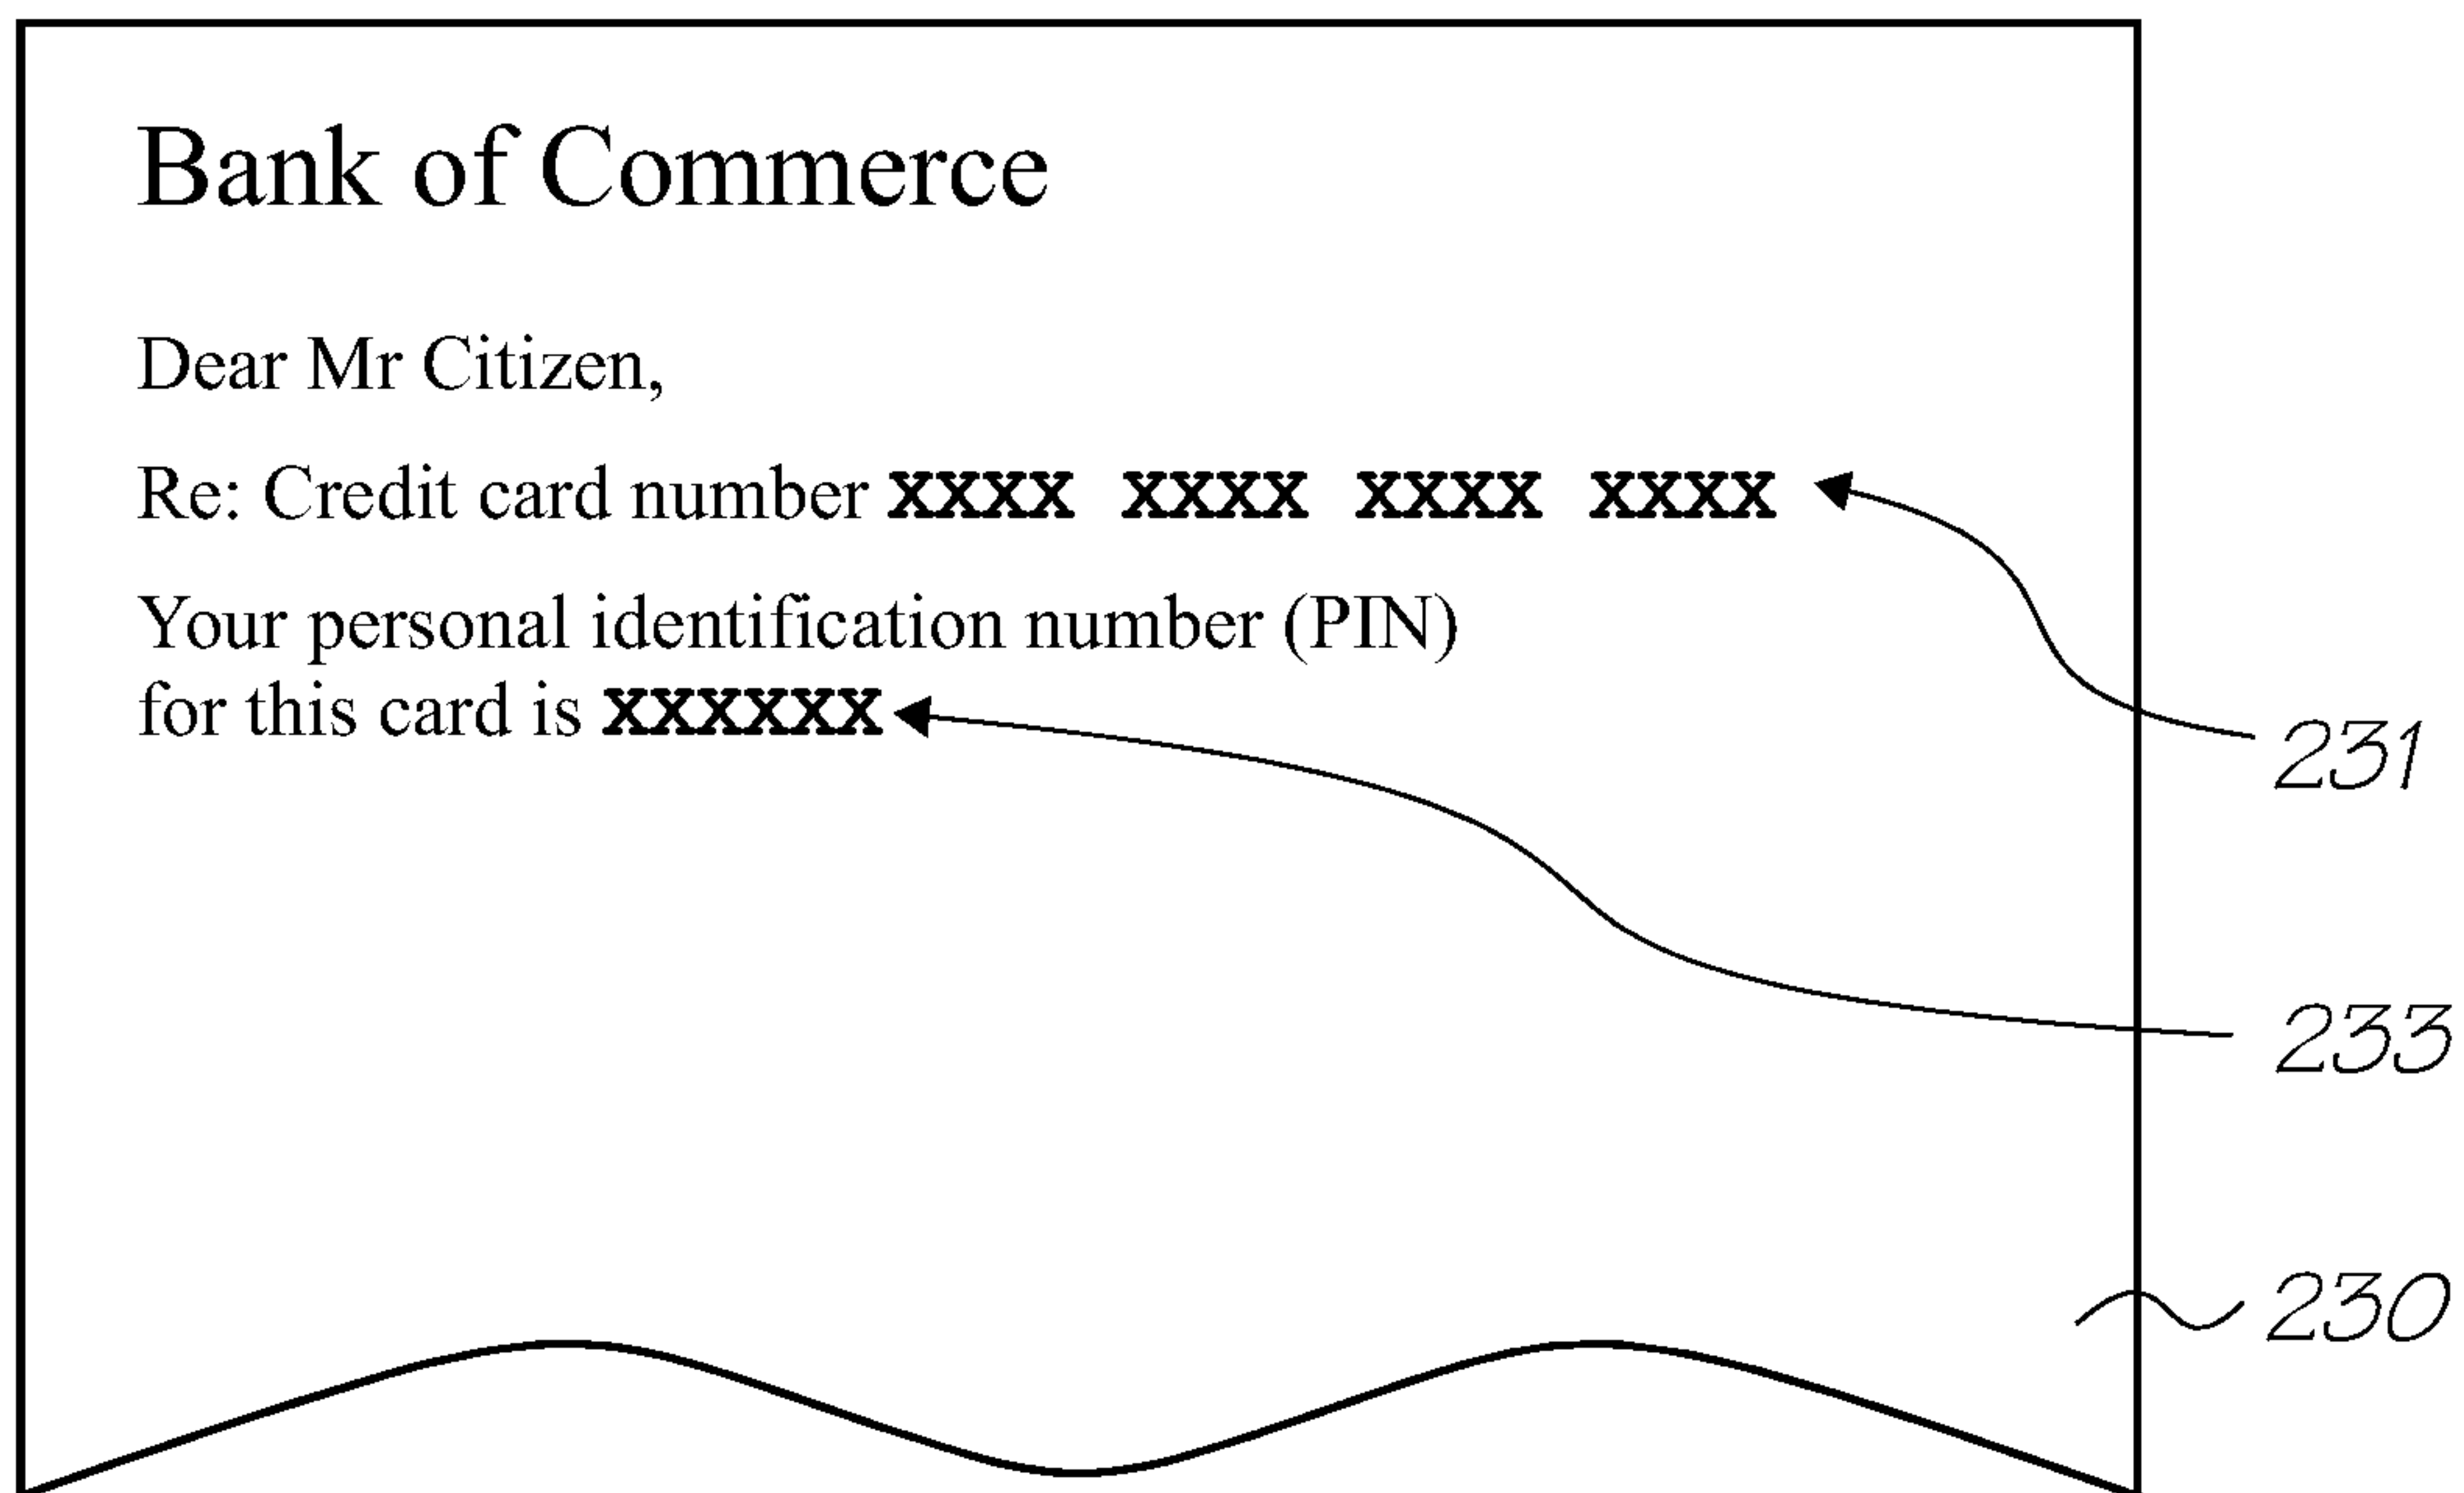 Bank of Commerce
Dear Mr Citizen,
Re: Credit card number xxxx xxxx xxxx xxxx
Your personal identification number (PIN)
for this card is xxxxxx
231
233
230